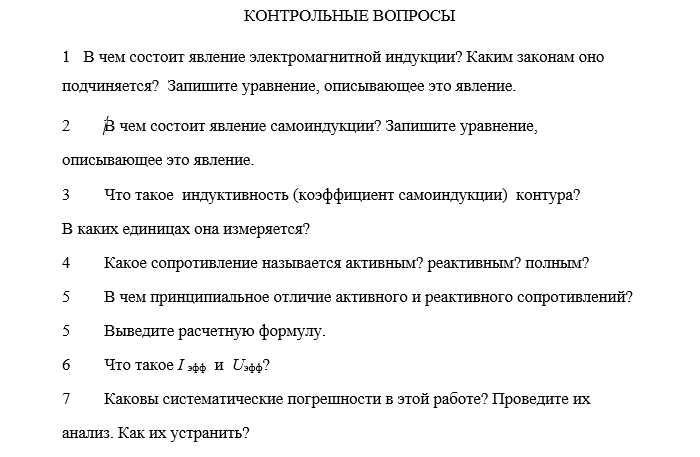 КОНТРОЛЬНЫЕ ВОПРОСЫ
1 В чем состоит явление электромагнитной индукции? Каким законам оно
подчиняется? Запишите уравнение, описывающее это явление.
2 В чем состоит явление самоиндукции? Запишите уравнение,
описывающее это явление.
3 Что такое индуктивность (коэффициент самоиндукции) контура?
В каких единицах она измеряется?
4 Какое сопротивление называется активным? реактивным? полным?
5 В чем принципиальное отличие активного и реактивного сопротивлений?
5 Выведите расчетную формулу.
6 Что такое I эфф и Uэфф?
7 Каковы систематические погрешности в этой работе? Проведите их
анализ. Как их устранить?